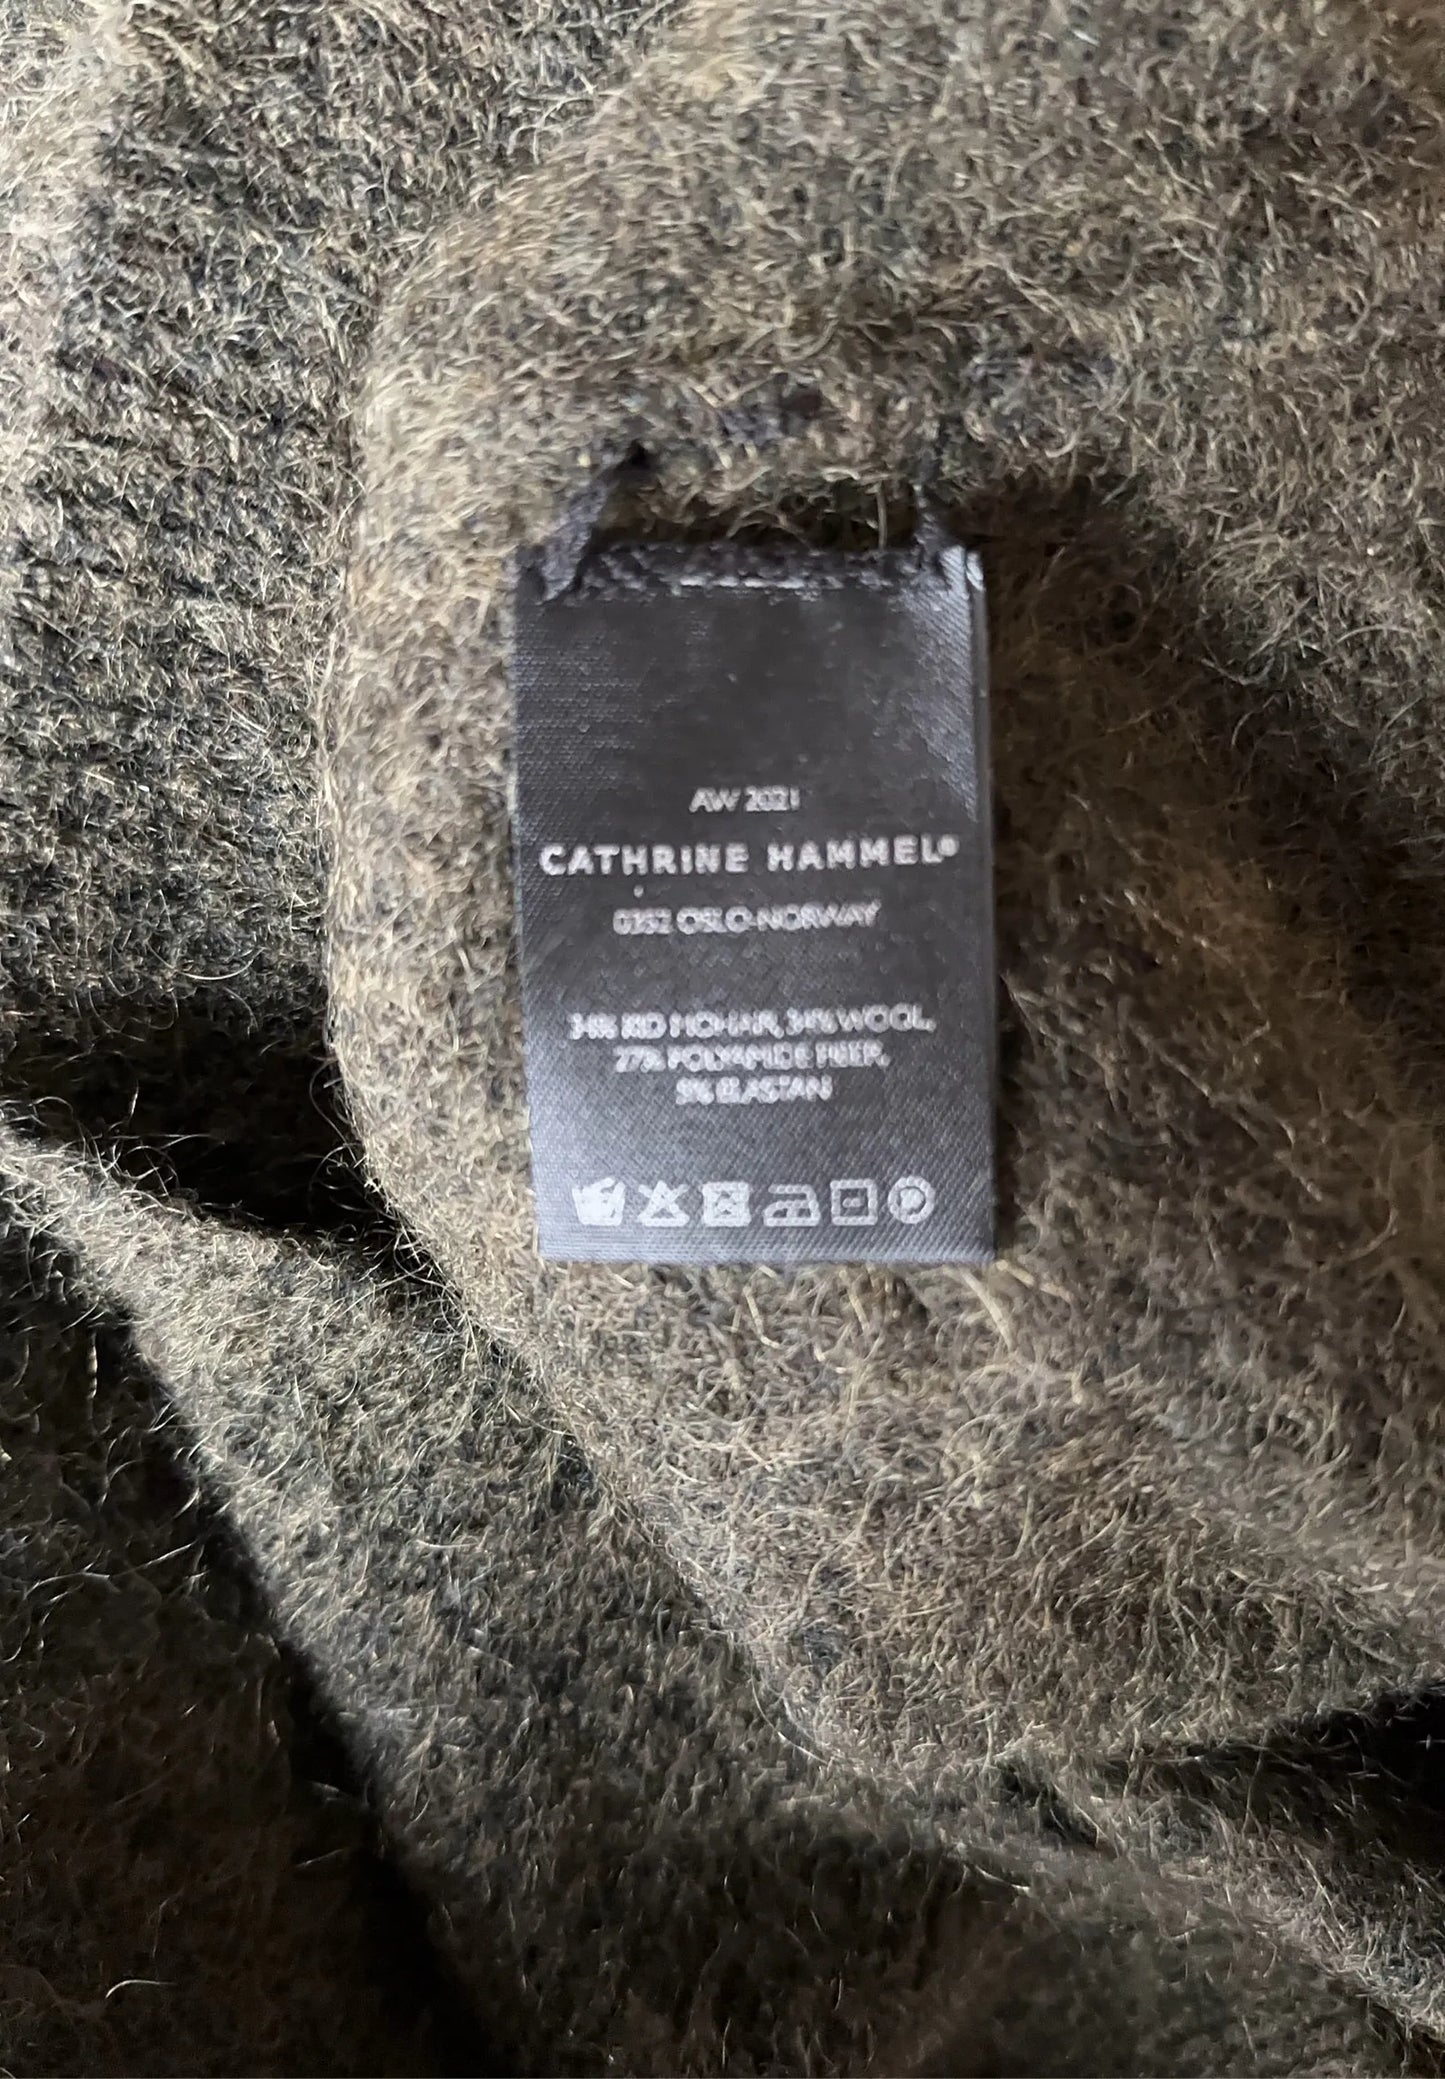 AW 2021
CATHRINE HAMMEL®
0352 OSLO-NORWAY
34% KID MOHAIR, 34% WOOL,
27% POLYAMIDE FIBER,
5% ELASTAN